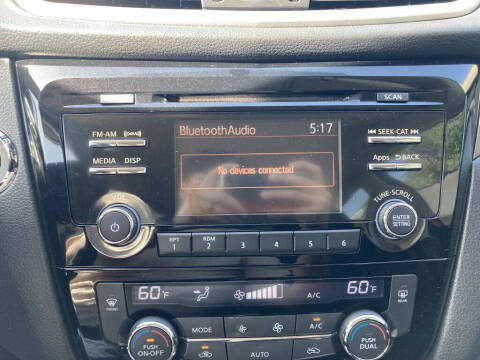 SCAN
FM-AM
BluetoothAudio 5:17
SEEK·CAT
MEDIA DISP
No devices connected
Apps BACK
TUNE·SCROLL
ENTER
SETTING
RPT 1 RDM 2 3 4 5 6
60°F A/C 60°F
REAR
PUSH
ON·OFF
MODE
A/C
PUSH
DUAL
AUTO